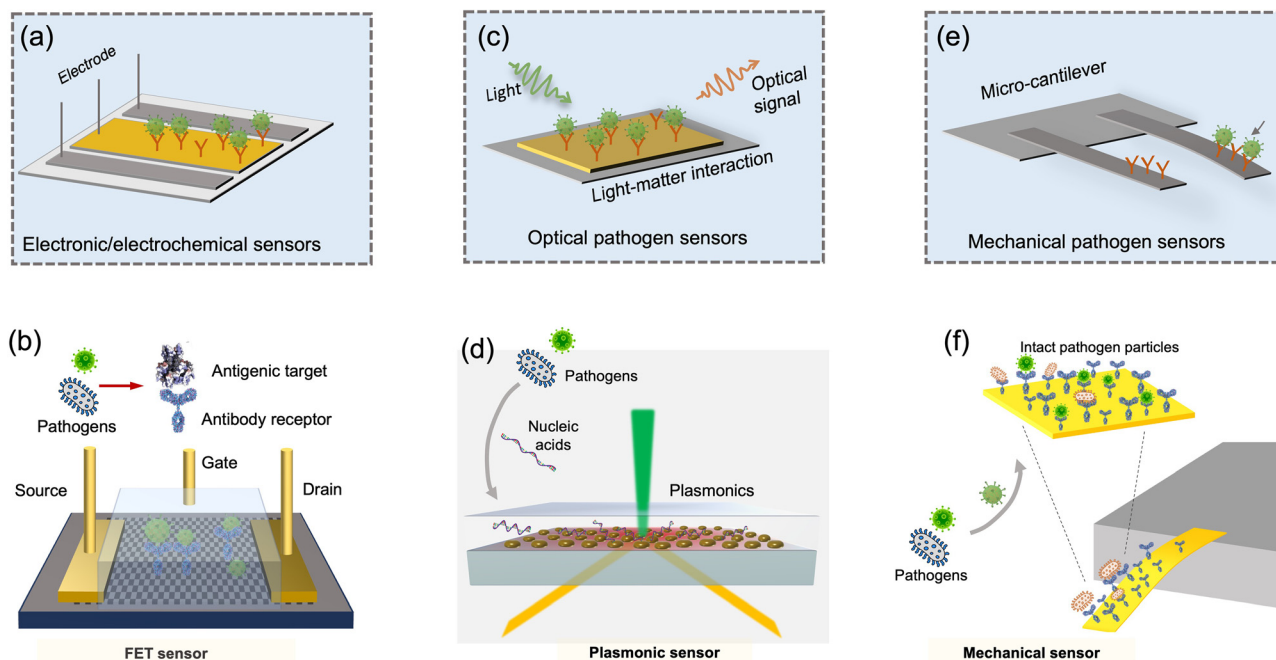 (a)
Electrode
Electronic/electrochemical sensors
(c)
Light
Optical
signal
Light-matter interaction
Optical pathogen sensors
(e)
Micro-cantilever
Mechanical pathogen sensors
(b)
Pathogens
Antigenic target
Antibody receptor
Gate
Source
Drain
FET sensor
(d)
Pathogens
Nucleic
acids
Plasmonics
Plasmonic sensor
(f)
Intact pathogen particles
Pathogens
Mechanical sensor